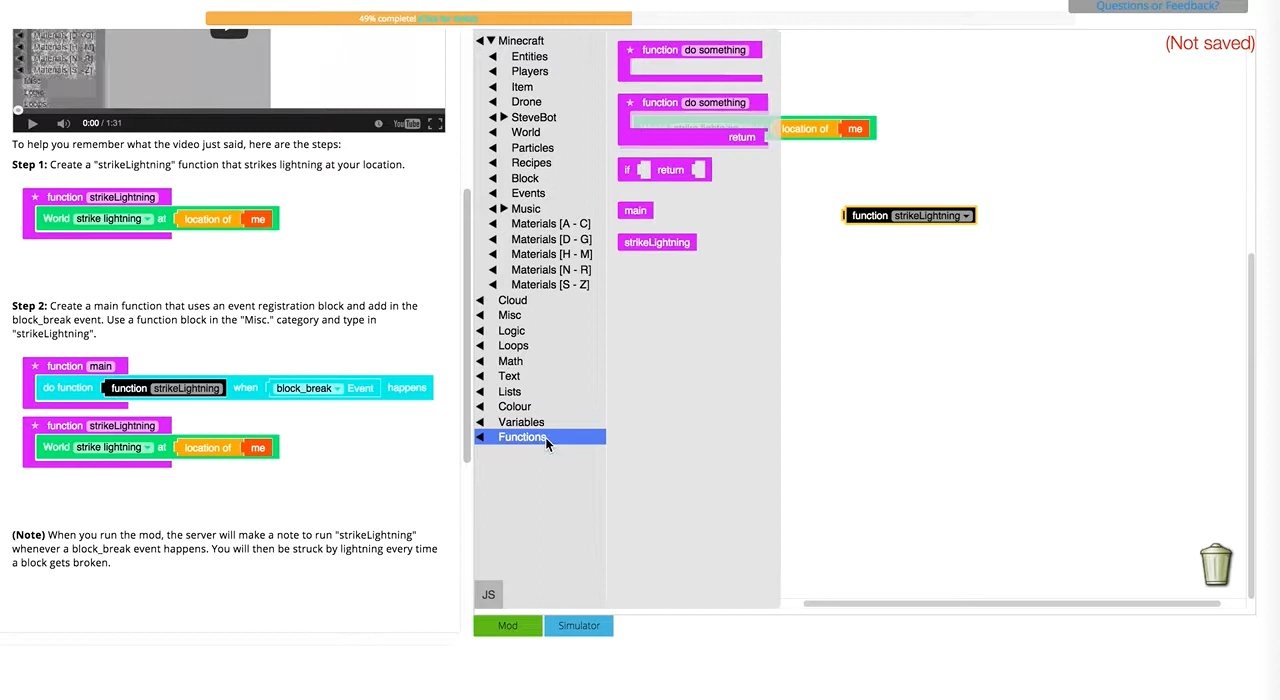 Questions or Feedback?
49% complete!
(Not saved)
Materials [N - R]
Materials [S - Z]
Loops
0:00 / 1:31
YouTube
To help you remember what the video just said, here are the steps:
Step 1: Create a "strikeLightning" function that strikes lightning at your location.
function strikeLightning
World strike lightning at location of me
Step 2: Create a main function that uses an event registration block and add in the
block_break event. Use a function block in the "Misc." category and type in
"strikeLightning".
function main
do function function strikeLightning when block_break Event happens
function strikeLightning
World strike lightning at location of me
(Note) When you run the mod, the server will make a note to run "strikeLightning"
whenever a block_break event happens. You will then be struck by lightning every time
a block gets broken.
Minecraft
Entities
Players
Item
Drone
SteveBot
World
Particles
Recipes
Block
Events
Music
Materials [A - C]
Materials [D - G]
Materials [H - M]
Materials [N - R]
Materials [S - Z]
Cloud
Misc
Logic
Loops
Math
Text
Lists
Colour
Variables
Functions
JS
Mod
Simulator
function do something
function do something
return
if return
main
strikeLightning
location of me
function strikeLightning